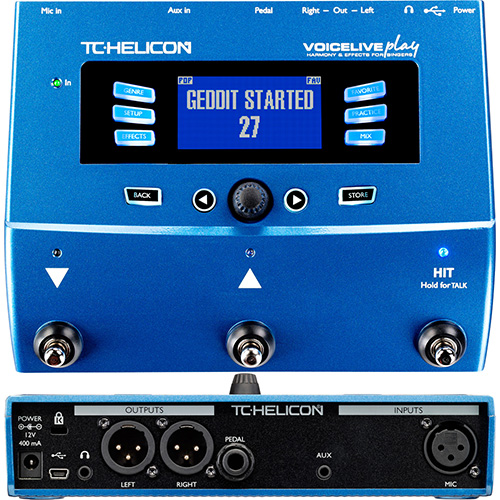 Mic in Aux in Pedal Right - Out - Left Power
TC·HELICON VOICELIVE play
HARMONY & EFFECTS FOR SINGERS
In
POP FAV
GEDDIT STARTED
27
GENRE
SETUP
EFFECTS
FAVORITE
PRACTICE
MIX
BACK STORE
HIT
Hold for TALK
OUTPUTS TC·HELICON INPUTS
POWER
12V
400 mA
K
PEDAL
AUX
LEFT RIGHT MIC